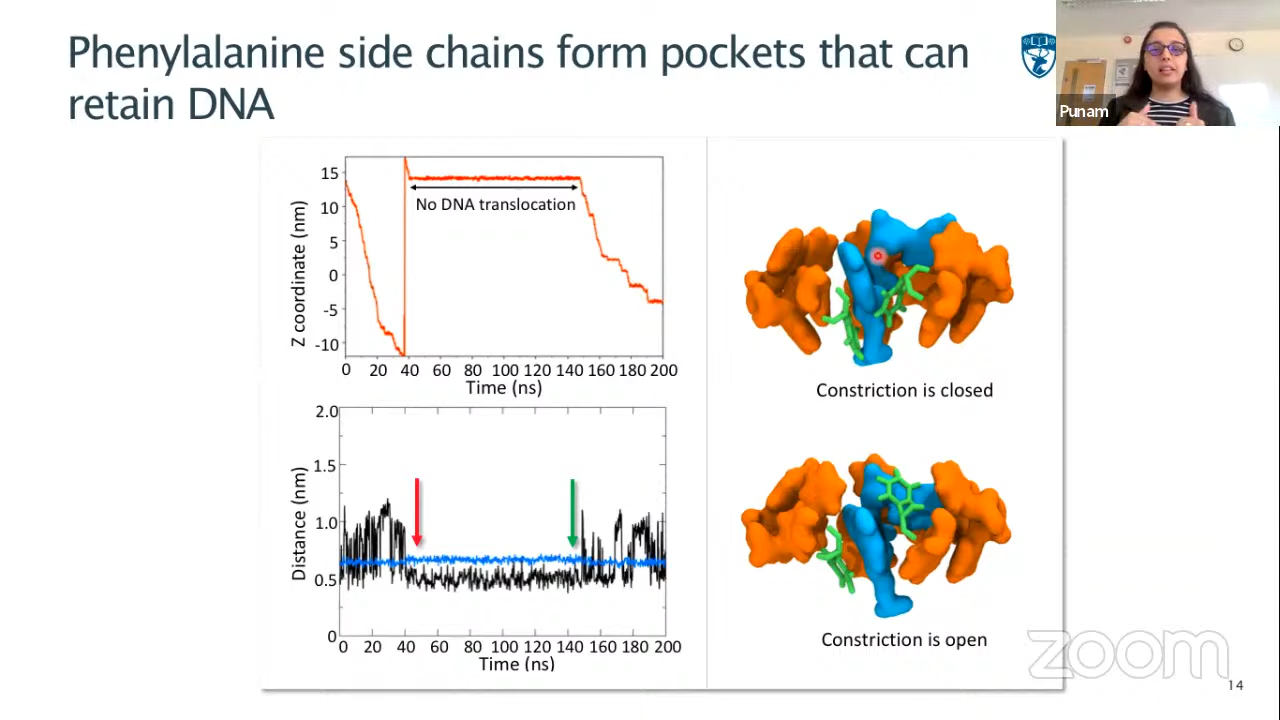 Phenylalanine side chains form pockets that can
retain DNA
Punam
Z coordinate (nm)
15
10
5
0
-5
-10
No DNA translocation
0 20 40 60 80 100 120 140 160 180 200
Time (ns)
Distance (nm)
2.0
1.5
1.0
0.5
0
0 20 40 60 80 100 120 140 160 180 200
Time (ns)
Constriction is closed
Constriction is open
zoom
14